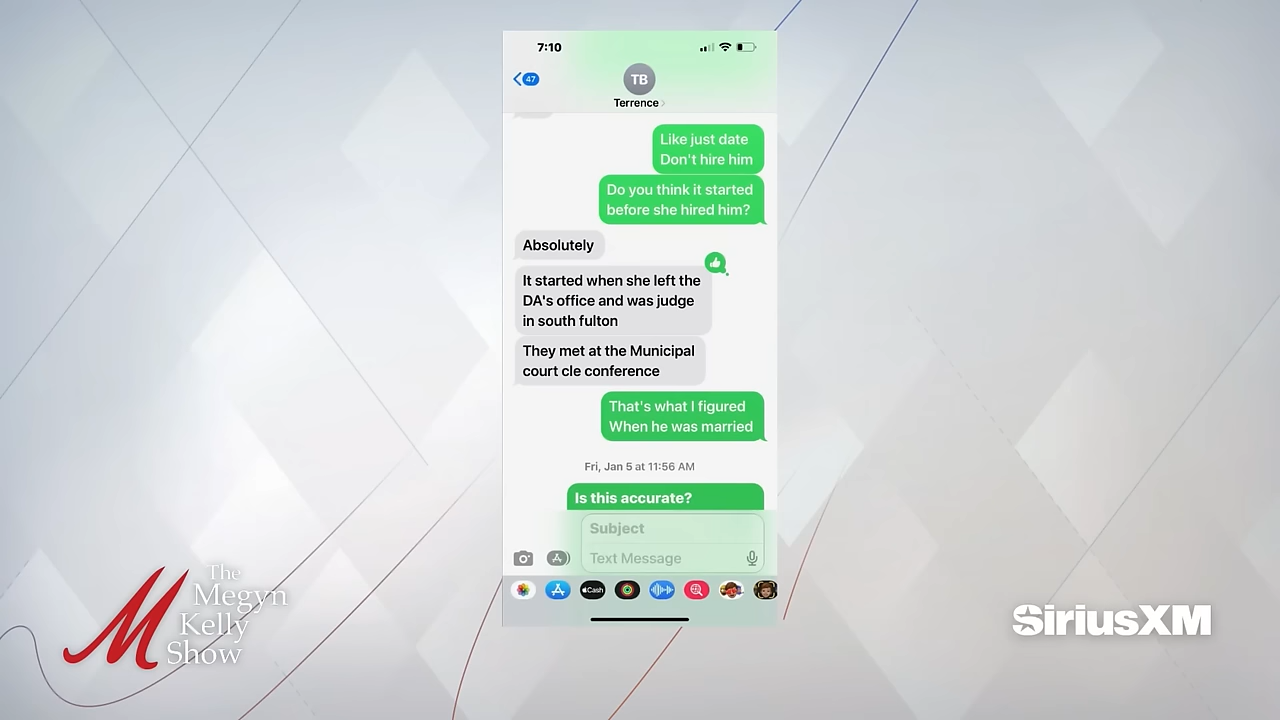 7:10
47
TB
Terrence
Like just date
Don't hire him
Do you think it started
before she hired him?
Absolutely
It started when she left the
DA's office and was judge
in south fulton
They met at the Municipal
court cle conference
That's what I figured
When he was married
Fri, Jan 5 at 11:56 AM
Is this accurate?
Subject
Text Message
Cash
The
Megyn
Kelly
Show
M
SiriusXM